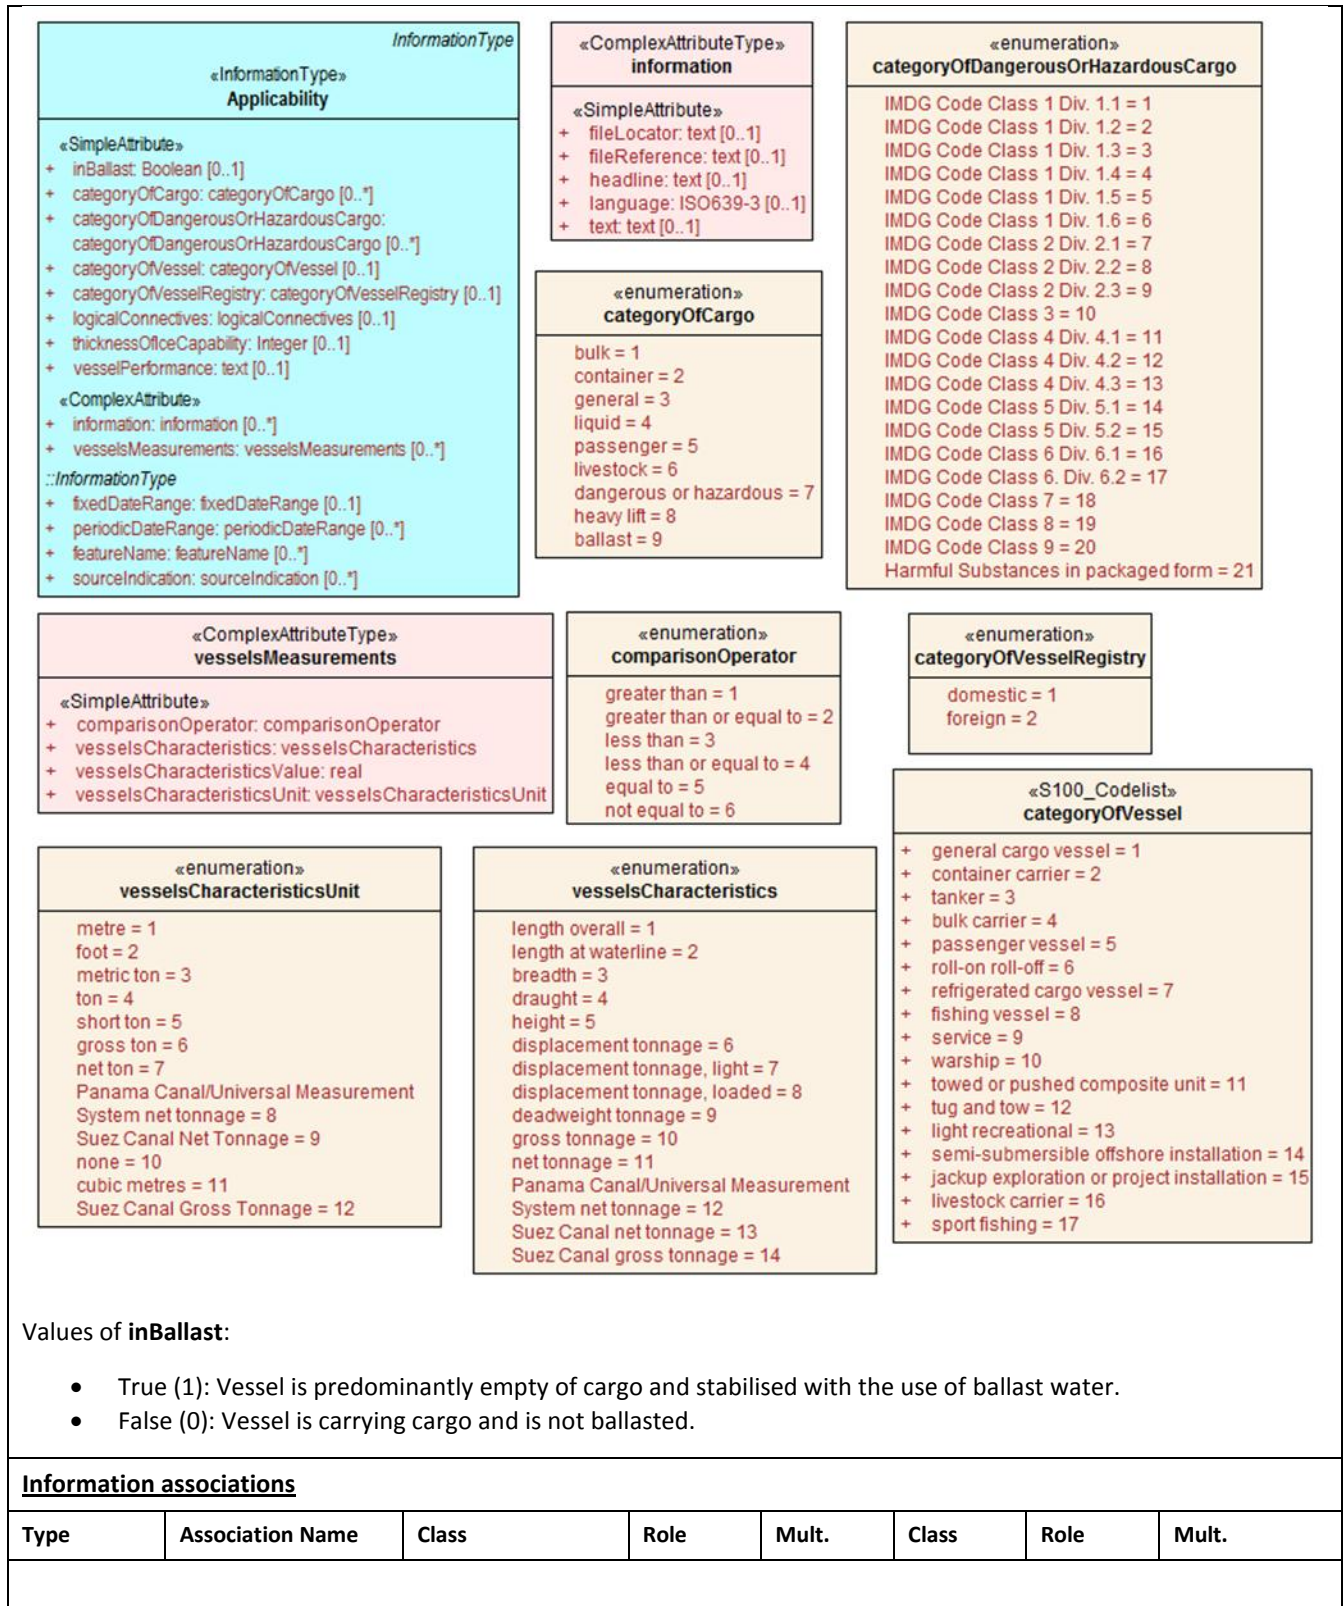 InformationType
«InformationType»
Applicability
«SimpleAttribute»
+ inBallast: Boolean [0..1]
+ categoryOfCargo: categoryOfCargo [0..*]
+ categoryOfDangerousOrHazardousCargo:
categoryOfDangerousOrHazardousCargo [0..*]
+ categoryOfVessel: categoryOfVessel [0..1]
+ categoryOfVesselRegistry: categoryOfVesselRegistry [0..1]
+ logicalConnectives: logicalConnectives [0..1]
+ thicknessOfIceCapability: Integer [0..1]
+ vesselPerformance: text [0..1]
«ComplexAttribute»
+ information: information [0..*]
+ vesselsMeasurements: vesselsMeasurements [0..*]
::InformationType
+ fixedDateRange: fixedDateRange [0..1]
+ periodicDateRange: periodicDateRange [0..*]
+ featureName: featureName [0..*]
+ sourceIndication: sourceIndication [0..*]
«ComplexAttributeType»
information
«SimpleAttribute»
+ fileLocator: text [0..1]
+ fileReference: text [0..1]
+ headline: text [0..1]
+ language: ISO639-3 [0..1]
+ text: text [0..1]
«enumeration»
categoryOfCargo
bulk = 1
container = 2
general = 3
liquid = 4
passenger = 5
livestock = 6
dangerous or hazardous = 7
heavy lift = 8
ballast = 9
«enumeration»
categoryOfDangerousOrHazardousCargo
IMDG Code Class 1 Div. 1.1 = 1
IMDG Code Class 1 Div. 1.2 = 2
IMDG Code Class 1 Div. 1.3 = 3
IMDG Code Class 1 Div. 1.4 = 4
IMDG Code Class 1 Div. 1.5 = 5
IMDG Code Class 1 Div. 1.6 = 6
IMDG Code Class 2 Div. 2.1 = 7
IMDG Code Class 2 Div. 2.2 = 8
IMDG Code Class 2 Div. 2.3 = 9
IMDG Code Class 3 = 10
IMDG Code Class 4 Div. 4.1 = 11
IMDG Code Class 4 Div. 4.2 = 12
IMDG Code Class 4 Div. 4.3 = 13
IMDG Code Class 5 Div. 5.1 = 14
IMDG Code Class 5 Div. 5.2 = 15
IMDG Code Class 6 Div. 6.1 = 16
IMDG Code Class 6. Div. 6.2 = 17
IMDG Code Class 7 = 18
IMDG Code Class 8 = 19
IMDG Code Class 9 = 20
Harmful Substances in packaged form = 21
«ComplexAttributeType»
vesselsMeasurements
«SimpleAttribute»
+ comparisonOperator: comparisonOperator
+ vesselsCharacteristics: vesselsCharacteristics
+ vesselsCharacteristicsValue: real
+ vesselsCharacteristicsUnit: vesselsCharacteristicsUnit
«enumeration»
comparisonOperator
greater than = 1
greater than or equal to = 2
less than = 3
less than or equal to = 4
equal to = 5
not equal to = 6
«enumeration»
categoryOfVesselRegistry
domestic = 1
foreign = 2
«S100_Codelist»
categoryOfVessel
+ general cargo vessel = 1
+ container carrier = 2
+ tanker = 3
+ bulk carrier = 4
+ passenger vessel = 5
+ roll-on roll-off = 6
+ refrigerated cargo vessel = 7
+ fishing vessel = 8
+ service = 9
+ warship = 10
+ towed or pushed composite unit = 11
+ tug and tow = 12
+ light recreational = 13
+ semi-submersible offshore installation = 14
+ jackup exploration or project installation = 15
+ livestock carrier = 16
+ sport fishing = 17
«enumeration»
vesselsCharacteristicsUnit
metre = 1
foot = 2
metric ton = 3
ton = 4
short ton = 5
gross ton = 6
net ton = 7
Panama Canal/Universal Measurement
System net tonnage = 8
Suez Canal Net Tonnage = 9
none = 10
cubic metres = 11
Suez Canal Gross Tonnage = 12
«enumeration»
vesselsCharacteristics
length overall = 1
length at waterline = 2
breadth = 3
draught = 4
height = 5
displacement tonnage = 6
displacement tonnage, light = 7
displacement tonnage, loaded = 8
deadweight tonnage = 9
gross tonnage = 10
net tonnage = 11
Panama Canal/Universal Measurement
System net tonnage = 12
Suez Canal net tonnage = 13
Suez Canal gross tonnage = 14
Values of inBallast:
• True (1): Vessel is predominantly empty of cargo and stabilised with the use of ballast water.
• False (0): Vessel is carrying cargo and is not ballasted.
Information associations
Type Association Name Class Role Mult. Class Role Mult.